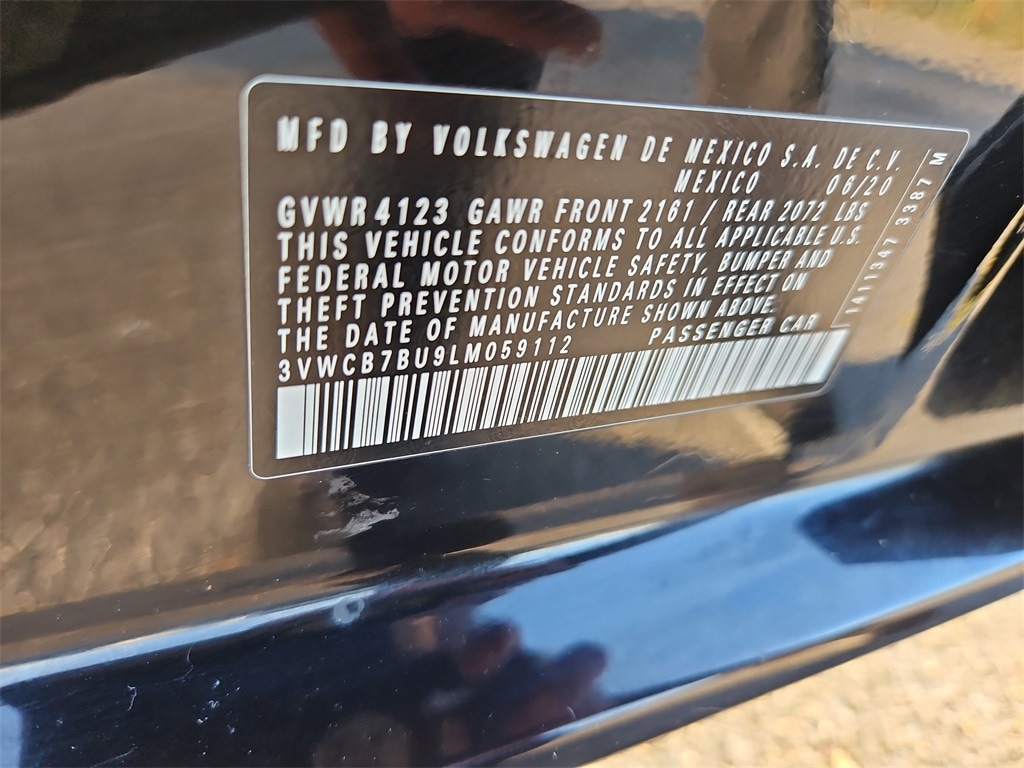 MFD BY VOLKSWAGEN DE MEXICO S.A. DE C.V.
MEXICO 06/20
GVWR 4123 GAWR FRONT 2161 / REAR 2072 LBS
THIS VEHICLE CONFORMS TO ALL APPLICABLE U.S.
FEDERAL MOTOR VEHICLE SAFETY, BUMPER AND
THEFT PREVENTION STANDARDS IN EFFECT ON
THE DATE OF MANUFACTURE SHOWN ABOVE.
3VWCB7BU9LM059112 PASSENGER CAR
1411347 3387 M